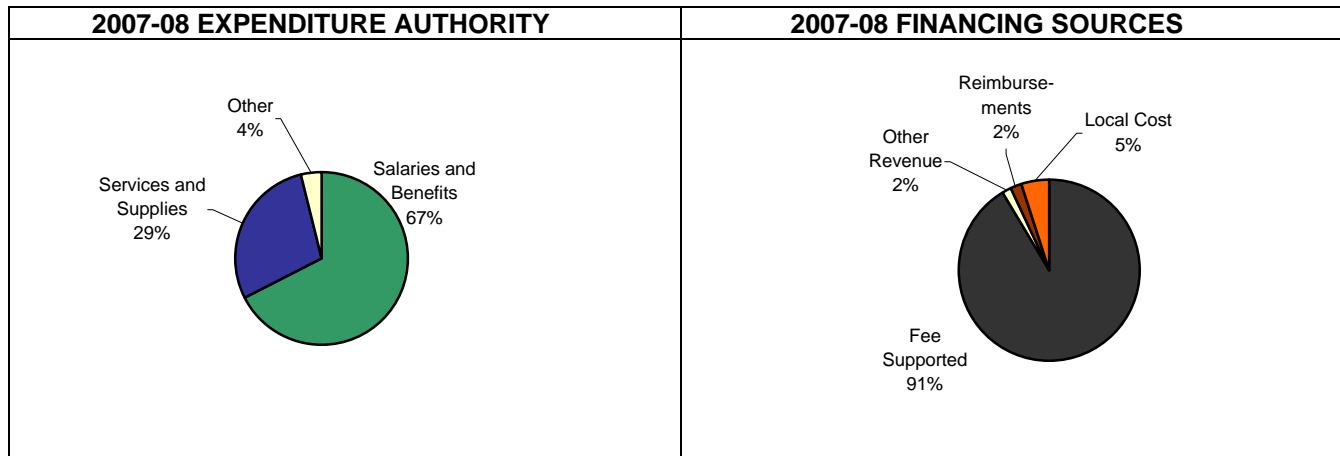 2007-08 EXPENDITURE AUTHORITY
Other
4%
Salaries and
Benefits
67%
Services and
Supplies
29%
2007-08 FINANCING SOURCES
Reimburse-
ments
2%
Local Cost
5%
Other
Revenue
2%
Fee
Supported
91%